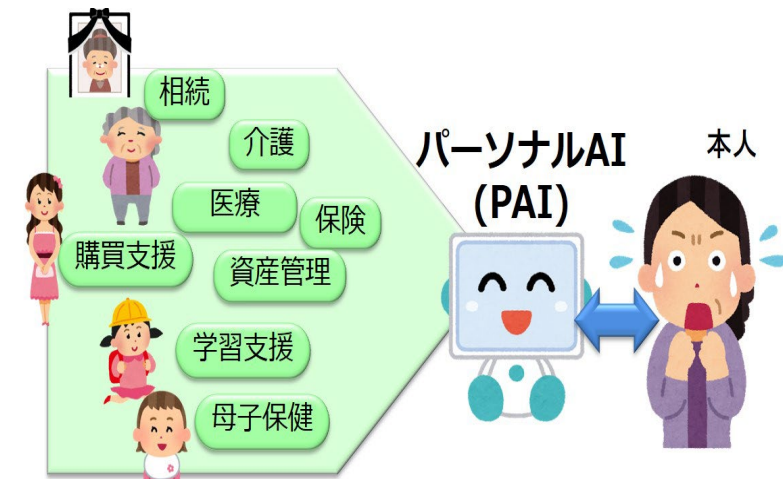 相続
介護
医療
保険
購買支援
資産管理
学習支援
母子保健
パーソナルAI
(PAI)
本人